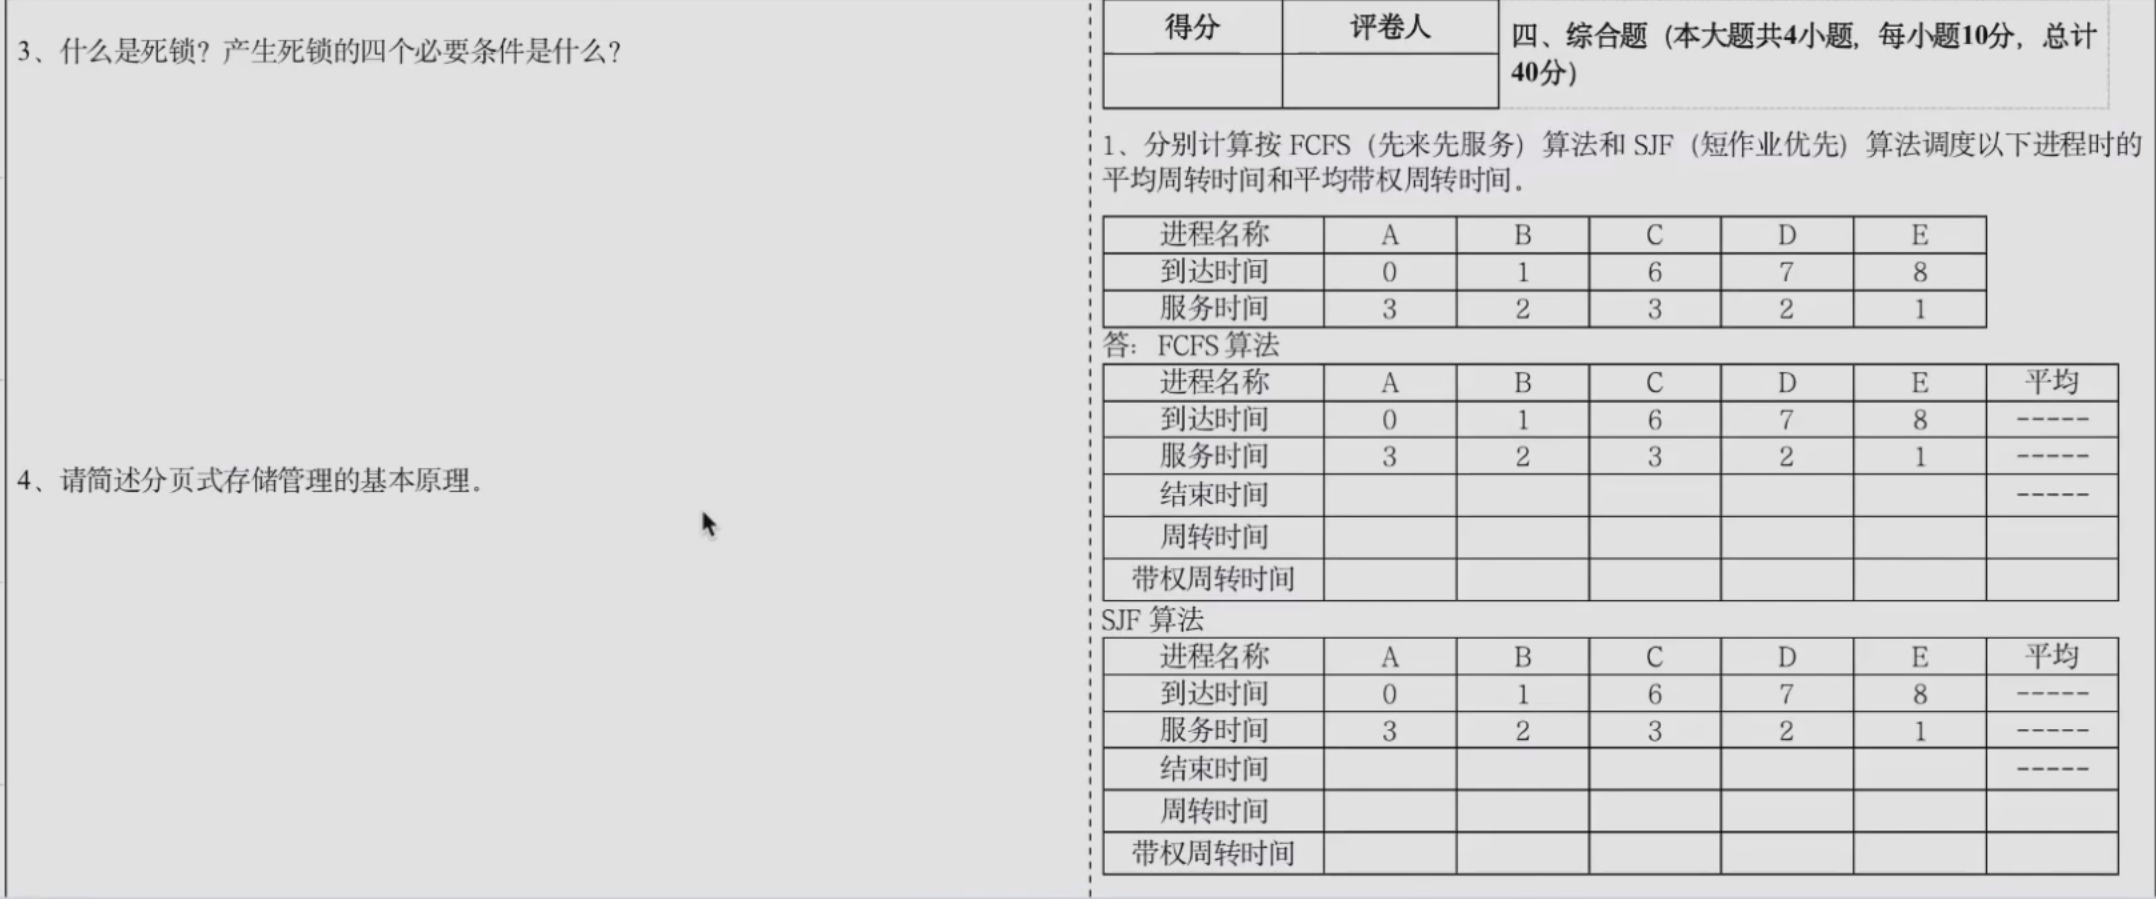 3、什么是死锁？产生死锁的四个必要条件是什么？
4、请简述分页式存储管理的基本原理。
得分 评卷人
四、综合题（本大题共4小题，每小题10分，总计
40分）
1、分别计算按 FCFS（先来先服务）算法和 SJF（短作业优先）算法调度以下进程时的
平均周转时间和平均带权周转时间。
进程名称 A B C D E
到达时间 0 1 6 7 8
服务时间 3 2 3 2 1
答：FCFS 算法
进程名称 A B C D E 平均
到达时间 0 1 6 7 8 -----
服务时间 3 2 3 2 1 -----
结束时间 -----
周转时间
带权周转时间
SJF 算法
进程名称 A B C D E 平均
到达时间 0 1 6 7 8 -----
服务时间 3 2 3 2 1 -----
结束时间 -----
周转时间
带权周转时间